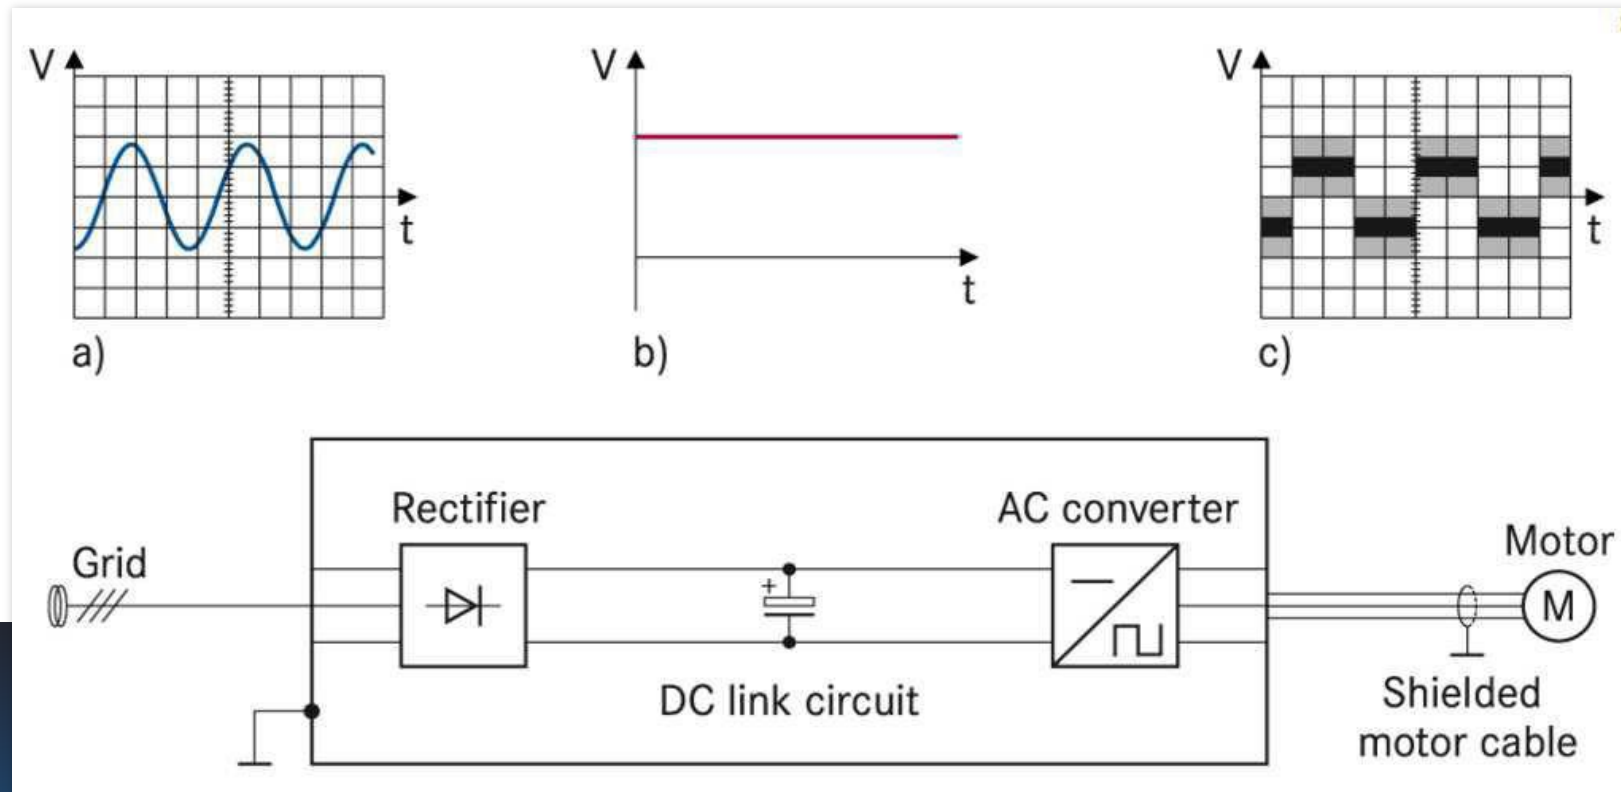 V
t
a)
V
t
b)
V
t
c)
Grid
Rectifier
+
DC link circuit
AC converter
Motor
M
Shielded
motor cable